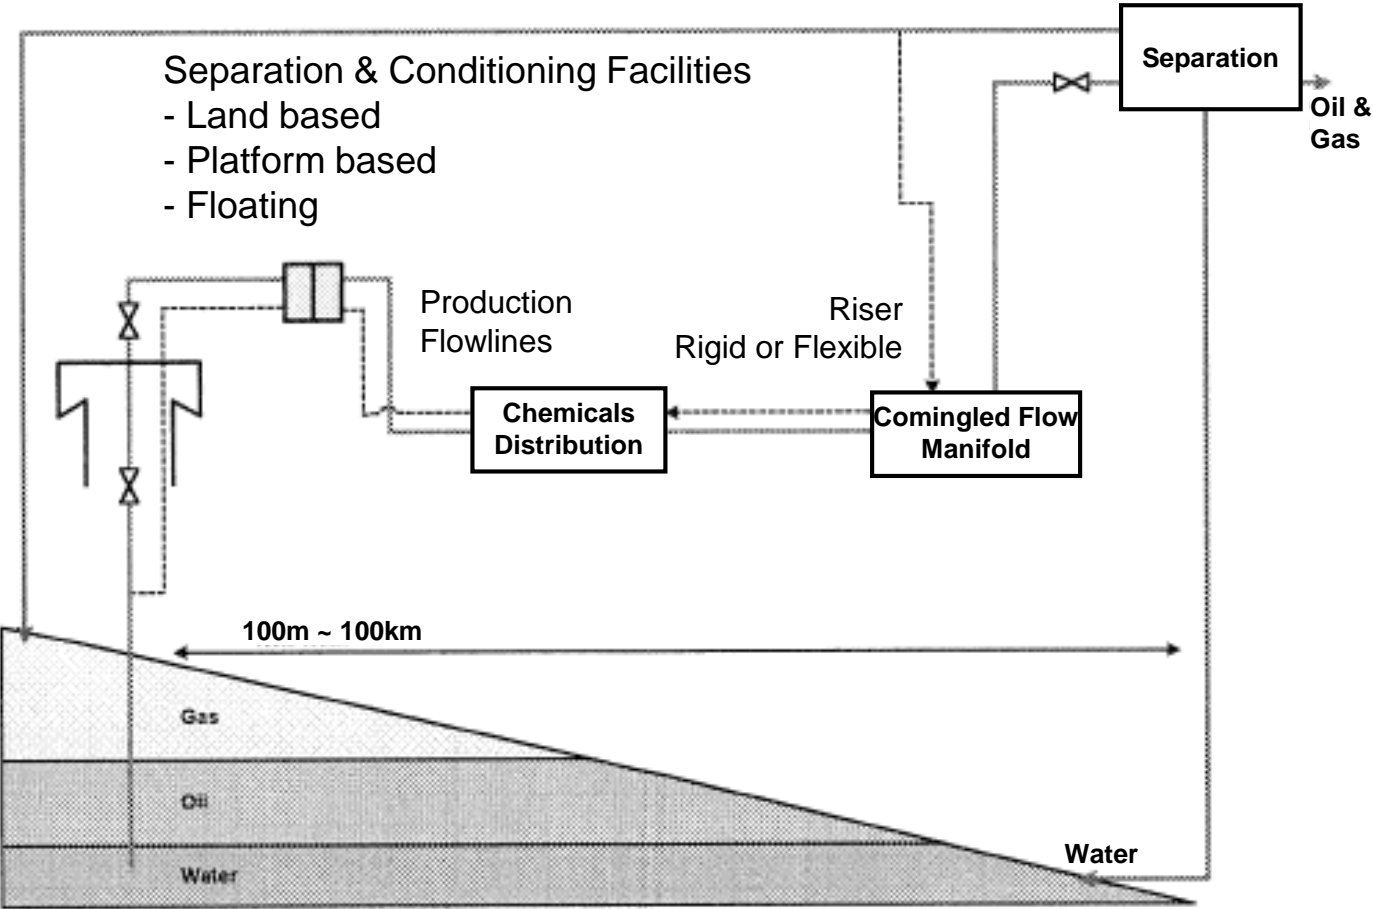 Separation
Oil &
Gas
Separation & Conditioning Facilities
- Land based
- Platform based
- Floating
Production
Flowlines
Riser
Rigid or Flexible
Chemicals
Distribution
Comingled Flow
Manifold
100m ~ 100km
Gas
Oil
Water
Water